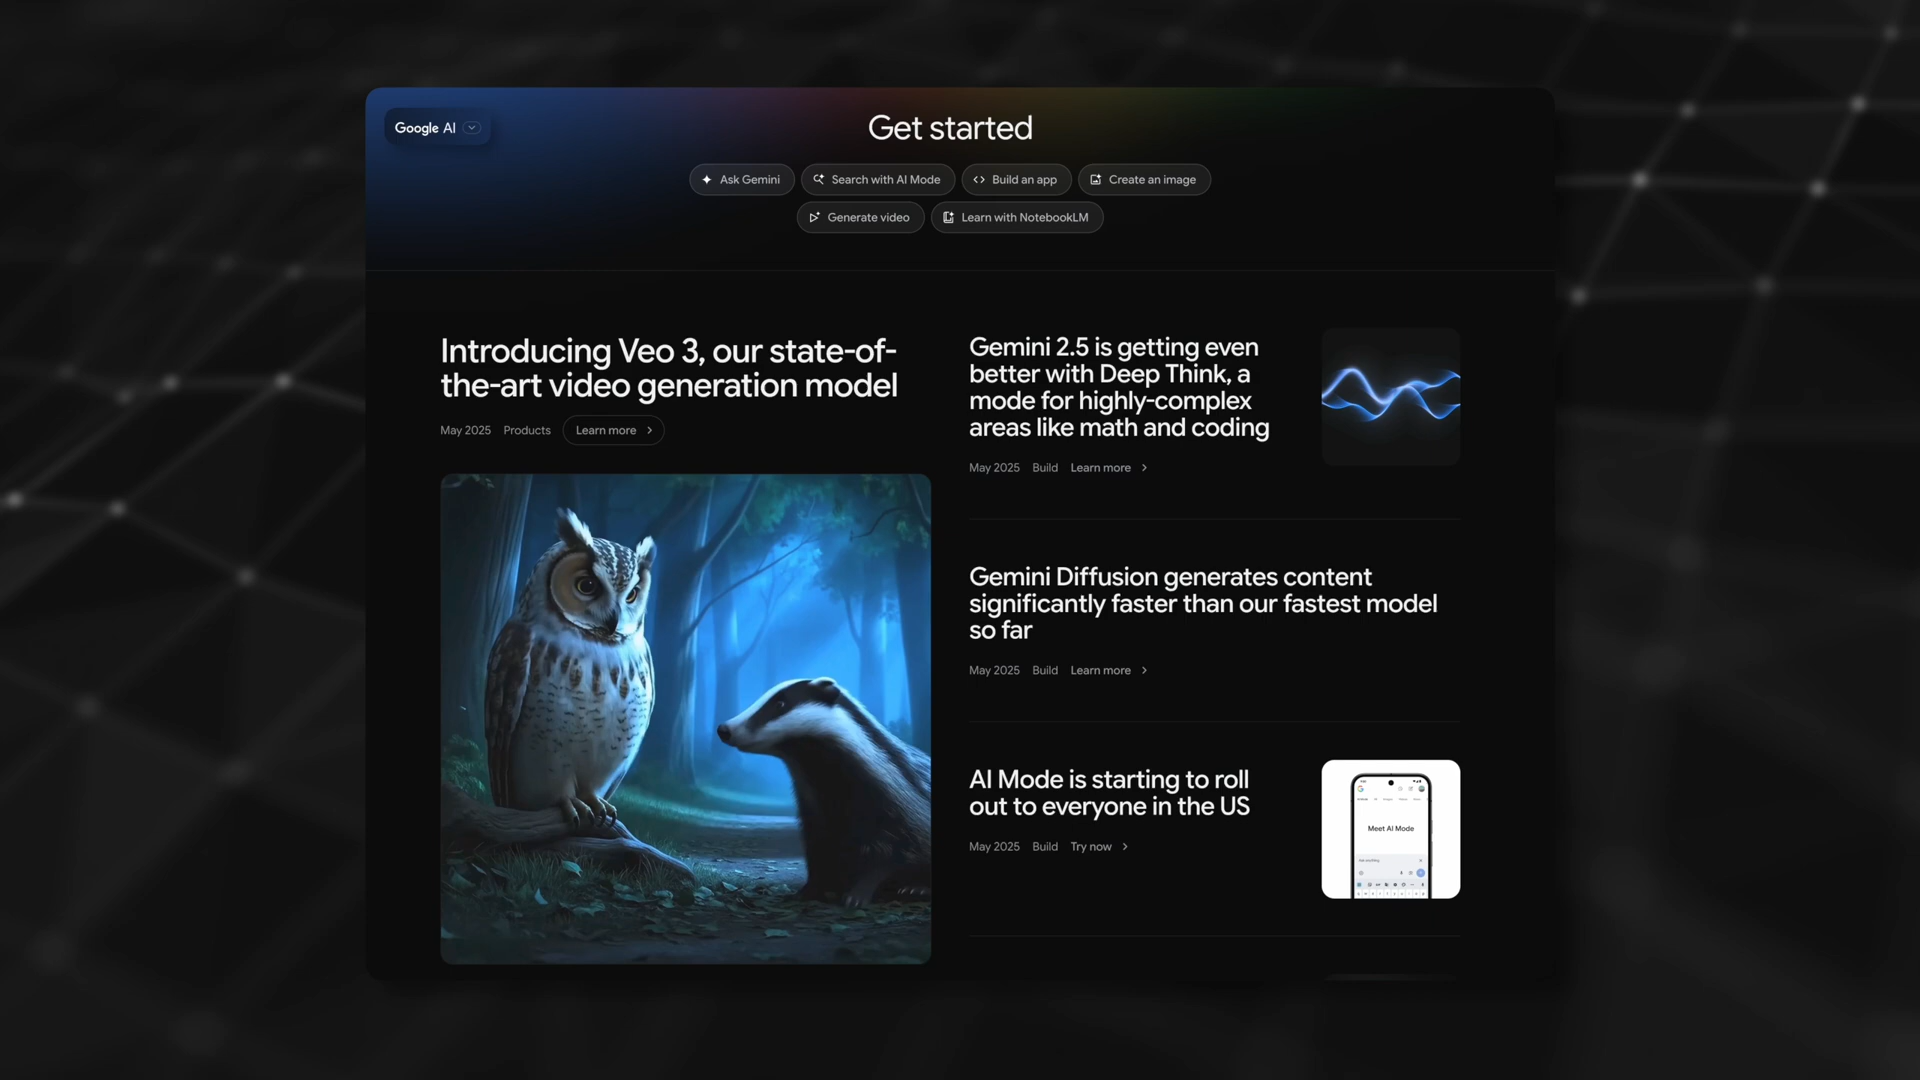 Google AI
Get started
Ask Gemini
Search with AI Mode
Build an app
Create an image
Generate video
Learn with NotebookLM
Introducing Veo 3, our state-of-
the-art video generation model
May 2025 Products Learn more
Gemini 2.5 is getting even
better with Deep Think, a
mode for highly-complex
areas like math and coding
May 2025 Build Learn more
Gemini Diffusion generates content
significantly faster than our fastest model
so far
May 2025 Build Learn more
AI Mode is starting to roll
out to everyone in the US
May 2025 Build Try now
Meet AI Mode